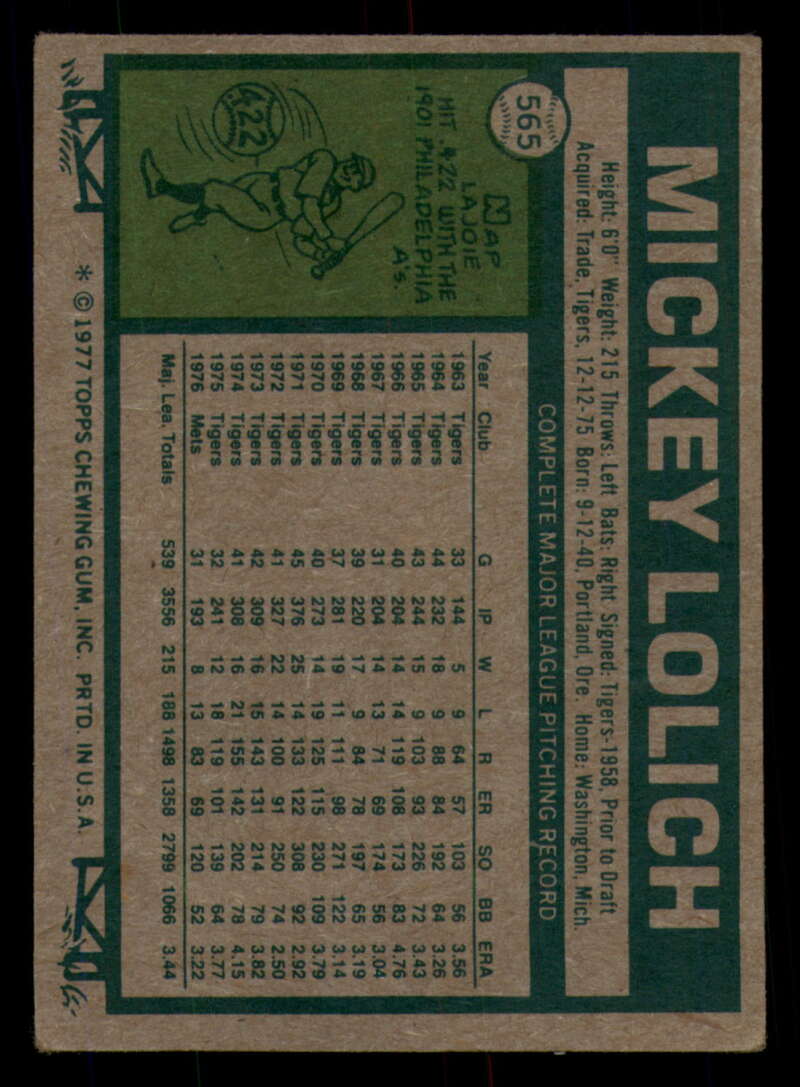 565
MICKEY LOLICH
Height: 6'0" Weight: 215 Throws: Left Bats: Right Signed: Tigers-1958, Prior to Draft
Acquired: Trade, Tigers, 12-12-75 Born: 9-12-40, Portland, Ore. Home: Washington, Mich.
NAP
LAJOIE
HIT .422 WITH THE
1901 PHILADELPHIA
A's.
.422
COMPLETE MAJOR LEAGUE PITCHING RECORD
Year Club G IP W L R ER SO BB ERA
1963 Tigers 33 144 5 9 64 57 103 56 3.56
1964 Tigers 44 232 18 9 88 84 192 64 3.26
1965 Tigers 43 244 15 9 103 93 226 72 3.43
1966 Tigers 40 204 14 14 119 108 173 83 4.76
1967 Tigers 31 204 14 13 71 69 174 56 3.04
1968 Tigers 39 220 17 9 84 78 197 65 3.19
1969 Tigers 37 281 19 11 111 98 271 122 3.14
1970 Tigers 40 273 14 19 125 115 230 109 3.79
1971 Tigers 45 376 25 14 133 122 308 92 2.92
1972 Tigers 41 327 22 14 100 91 250 74 2.50
1973 Tigers 42 309 16 15 143 131 214 79 3.82
1974 Tigers 41 308 16 21 155 142 202 78 4.15
1975 Tigers 32 241 12 18 119 101 139 64 3.77
1976 Mets 31 193 8 13 83 69 120 52 3.22
Maj. Lea. Totals 539 3556 215 188 1498 1358 2799 1066 3.44
* © 1977 TOPPS CHEWING GUM, INC. PRTD. IN U.S.A.